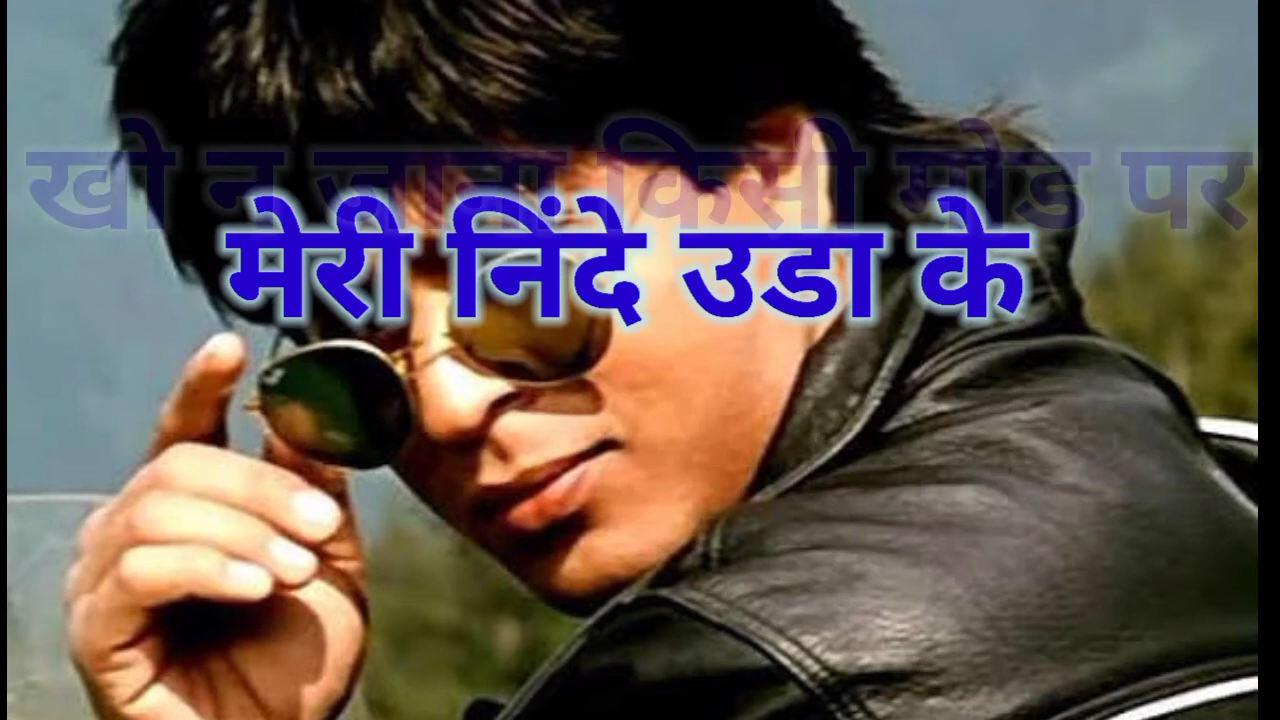 खो न जाना किसी मोड पर
मेरी निंदे उडा के